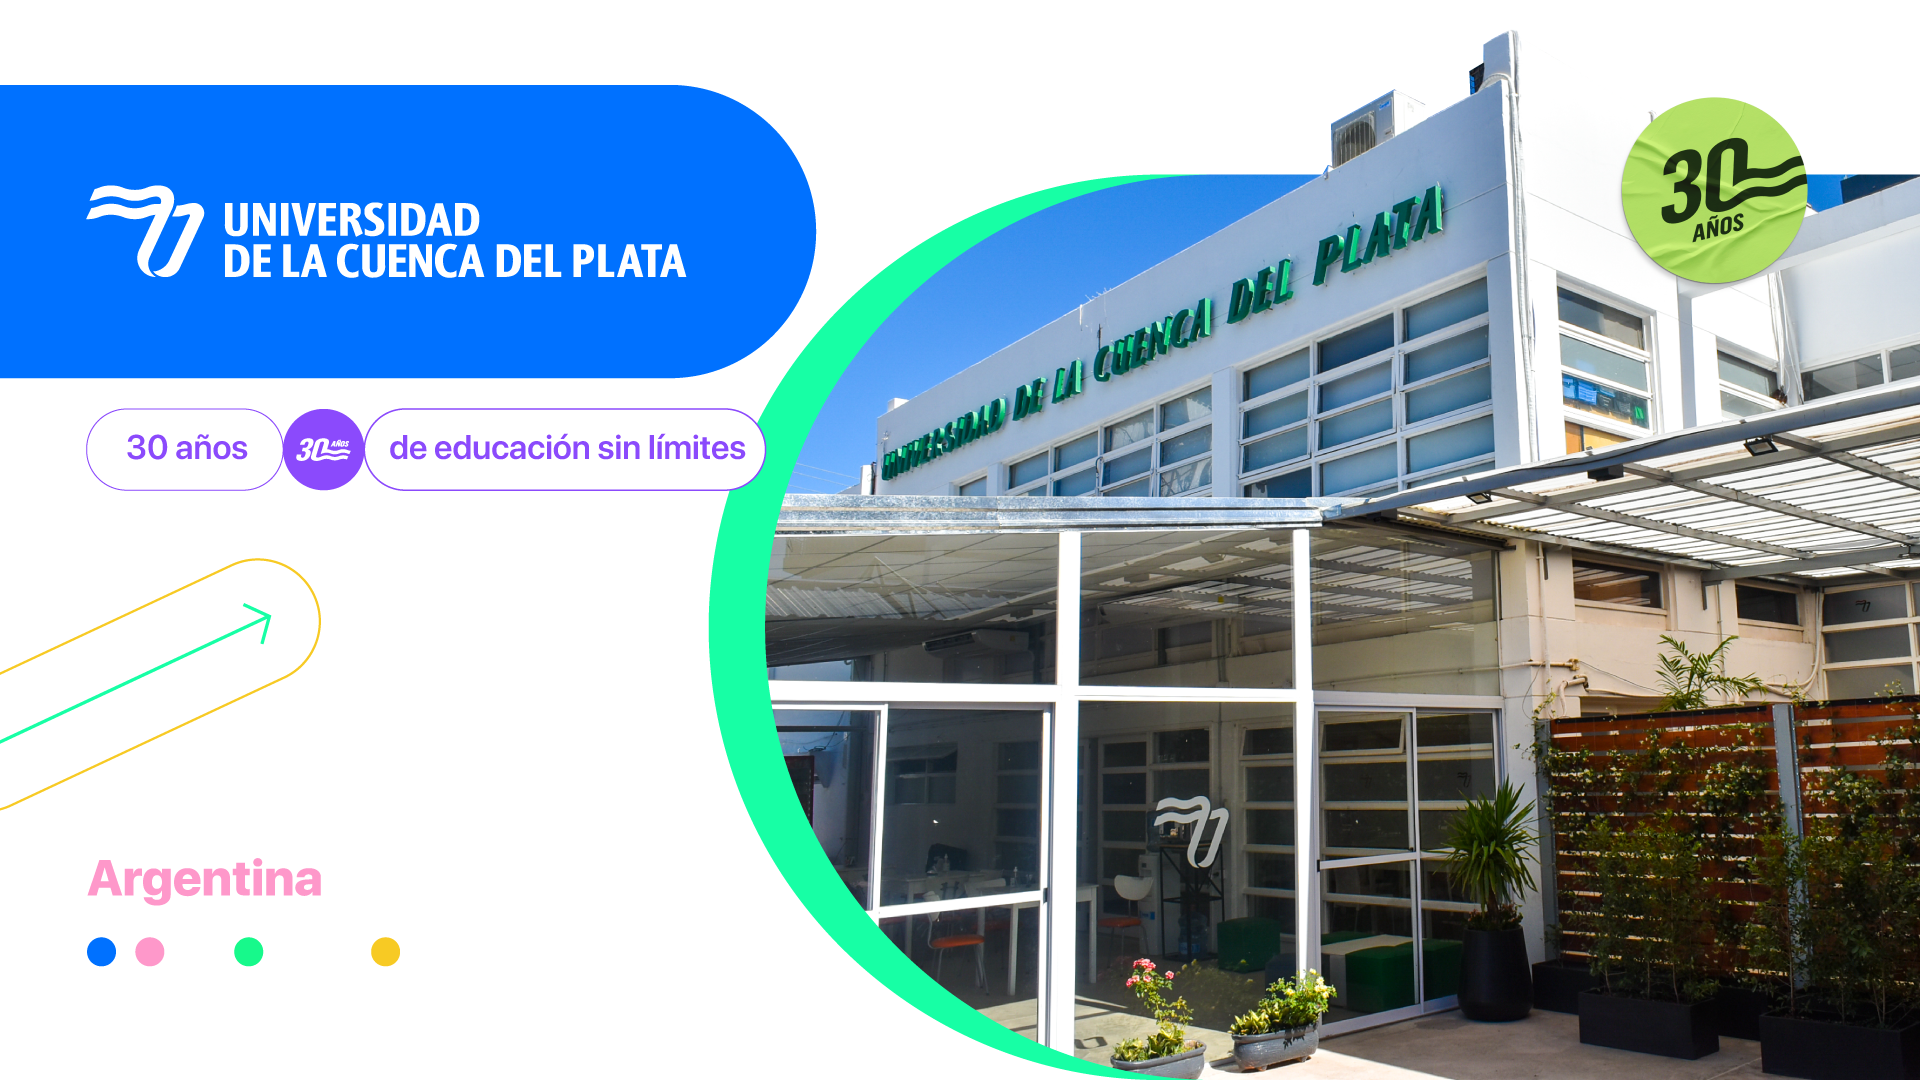 UNIVERSIDAD
DE LA CUENCA DEL PLATA
30 años
30 AÑOS
de educación sin límites
Argentina
UNIVERSIDAD DE LA CUENCA DEL PLATA
30
AÑOS